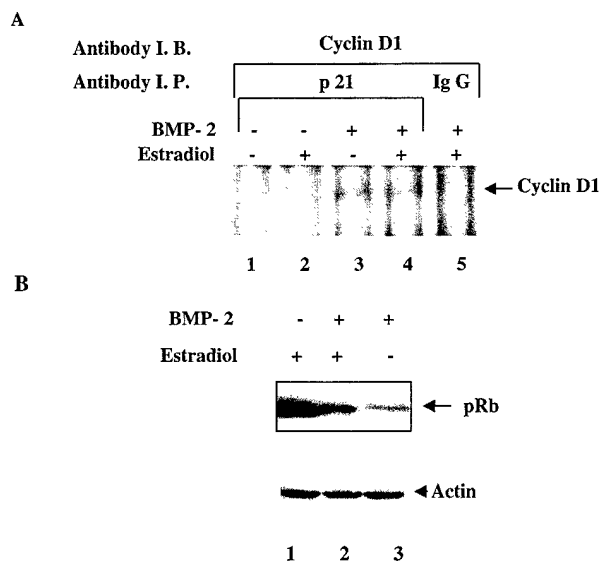 A
Antibody I. B. Cyclin D1
Antibody I. P. p 21 Ig G
BMP- 2 - - + + +
Estradiol - + - + +
Cyclin D1
1 2 3 4 5
B
BMP- 2 - + +
Estradiol + + -
pRb
Actin
1 2 3